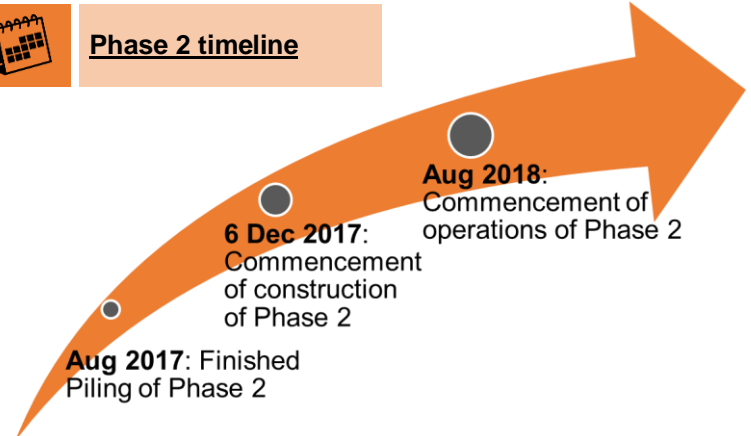 Phase 2 timeline
Aug 2018:
Commencement of
operations of Phase 2
6 Dec 2017:
Commencement
of construction
of Phase 2
Aug 2017: Finished
Piling of Phase 2